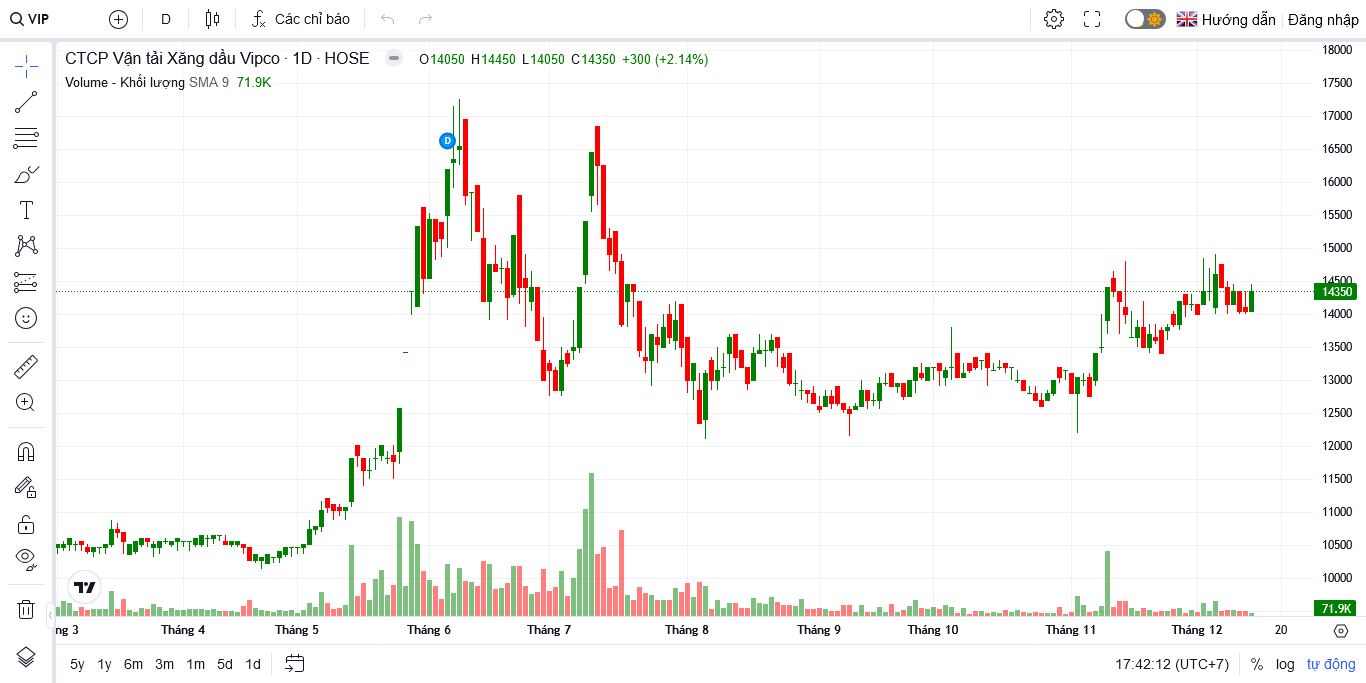 VIP D Các chỉ báo Hướng dẫn Đăng nhập
CTCP Vận tải Xăng dầu Vipco · 1D · HOSE O14050 H14450 L14050 C14350 +300 (+2.14%)
Volume - Khối lượng SMA 9 71.9K
D
18000
17500
17000
16500
16000
15500
15000
14500
14350
14000
13500
13000
12500
12000
11500
11000
10500
10000
71.9K
ng 3 Tháng 4 Tháng 5 Tháng 6 Tháng 7 Tháng 8 Tháng 9 Tháng 10 Tháng 11 Tháng 12 20
5y 1y 6m 3m 1m 5d 1d 17:42:12 (UTC+7) % log tự động